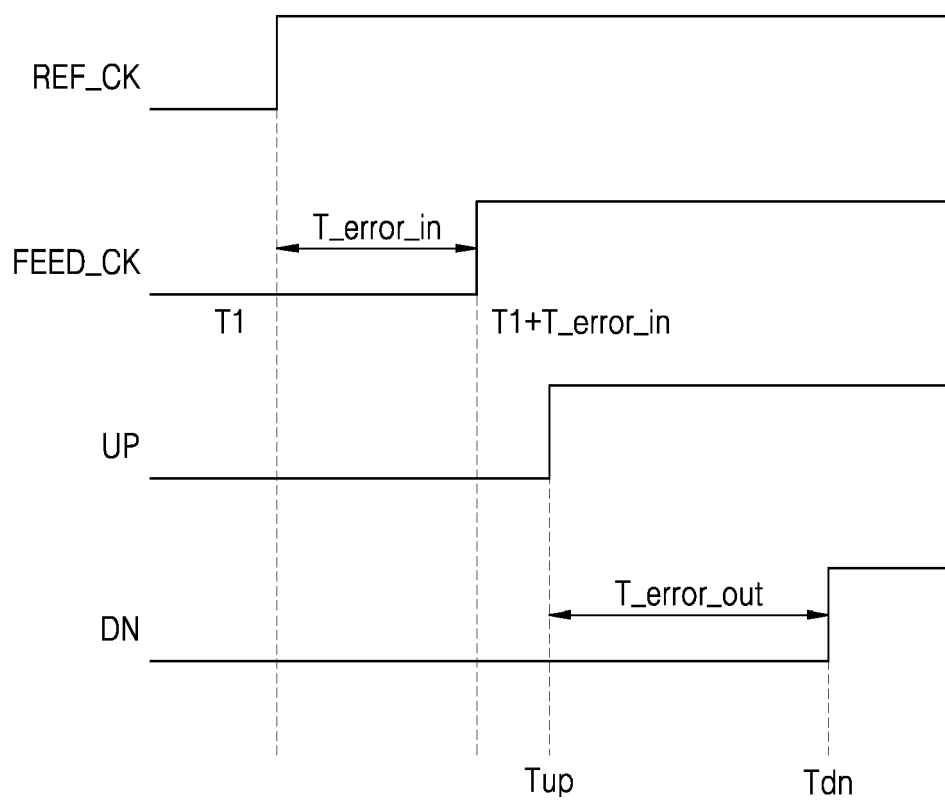 REF_CK
T_error_in
FEED_CK
T1
T1+T_error_in
UP
T_error_out
DN
Tup
Tdn